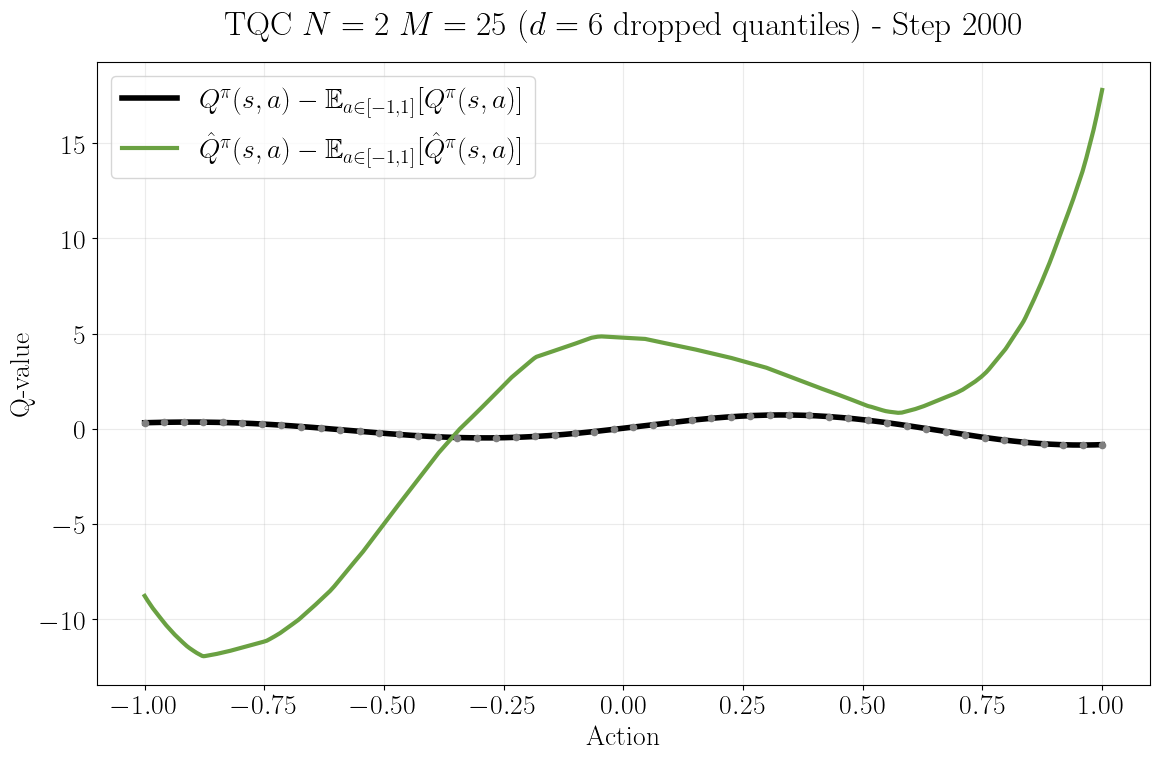 TQC N = 2 M = 25 (d = 6 dropped quantiles) - Step 2000
Q^π(s, a) − 𝔼_{a∈[−1,1]}[Q^π(s, a)]
Q̂^π(s, a) − 𝔼_{a∈[−1,1]}[Q̂^π(s, a)]
15
10
5
0
−5
−10
Q-value
−1.00 −0.75 −0.50 −0.25 0.00 0.25 0.50 0.75 1.00
Action